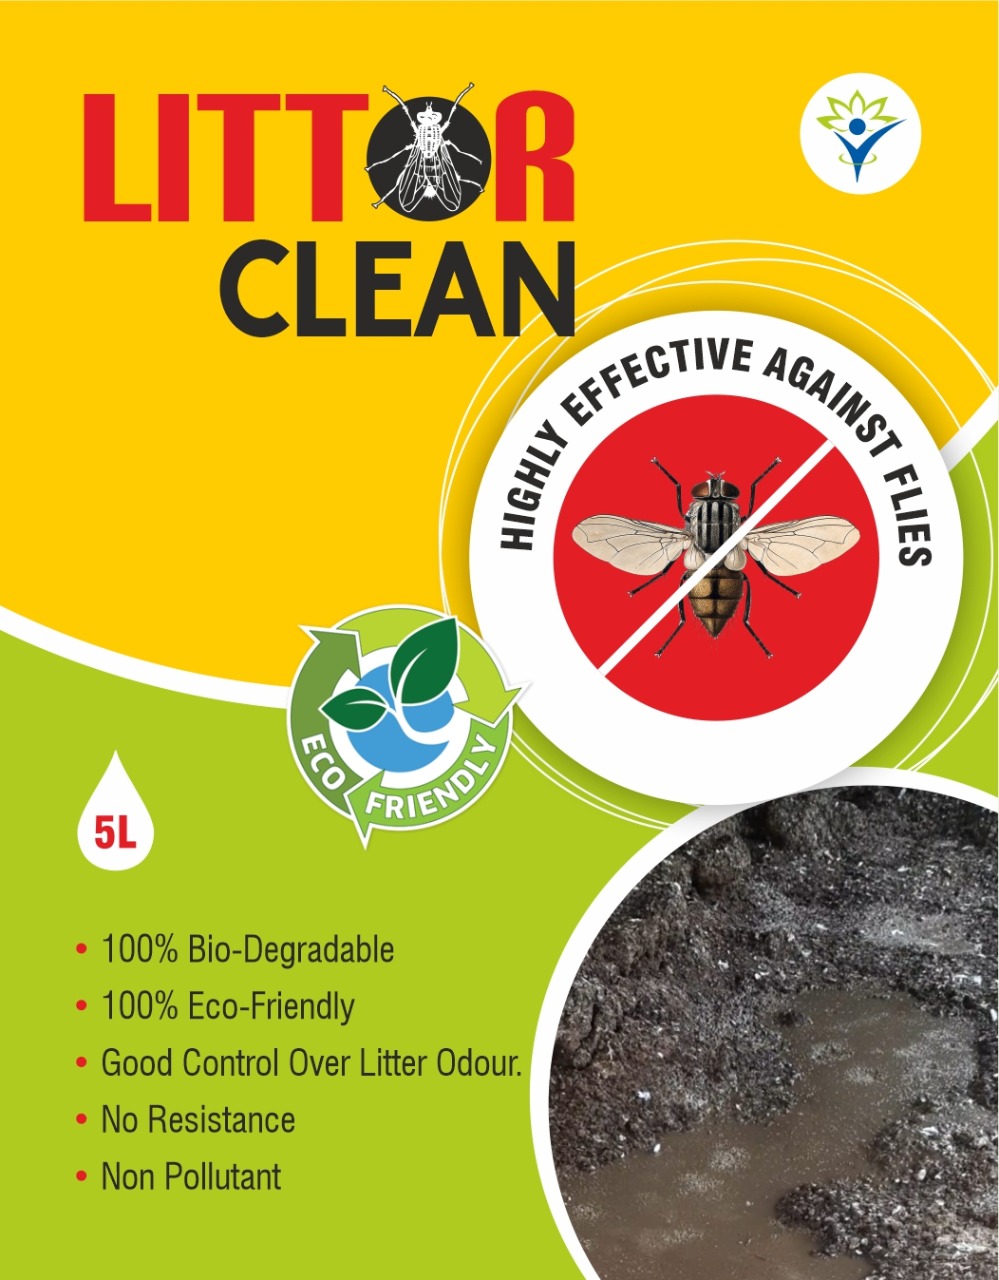 LITTOR
CLEAN
HIGHLY EFFECTIVE AGAINST FLIES
ECO FRIENDLY
5L
• 100% Bio-Degradable
• 100% Eco-Friendly
• Good Control Over Litter Odour.
• No Resistance
• Non Pollutant